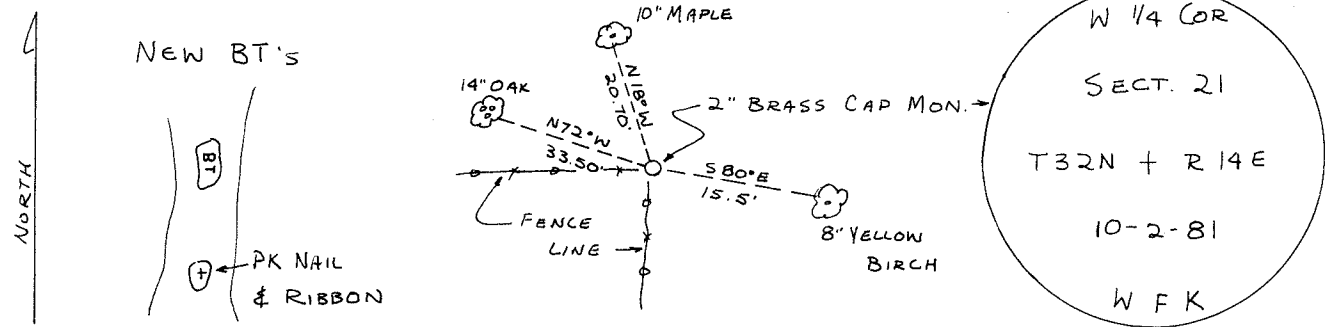 NORTH
NEW BT's
BT
PK NAIL
& RIBBON
10" MAPLE
14" OAK
N18°W
20.70'
N72°W
33.50'
2" BRASS CAP MON.
S80°E
15.5'
FENCE
LINE
8" YELLOW
BIRCH
W 1/4 COR
SECT. 21
T32N + R 14 E
10-2-81
W F K